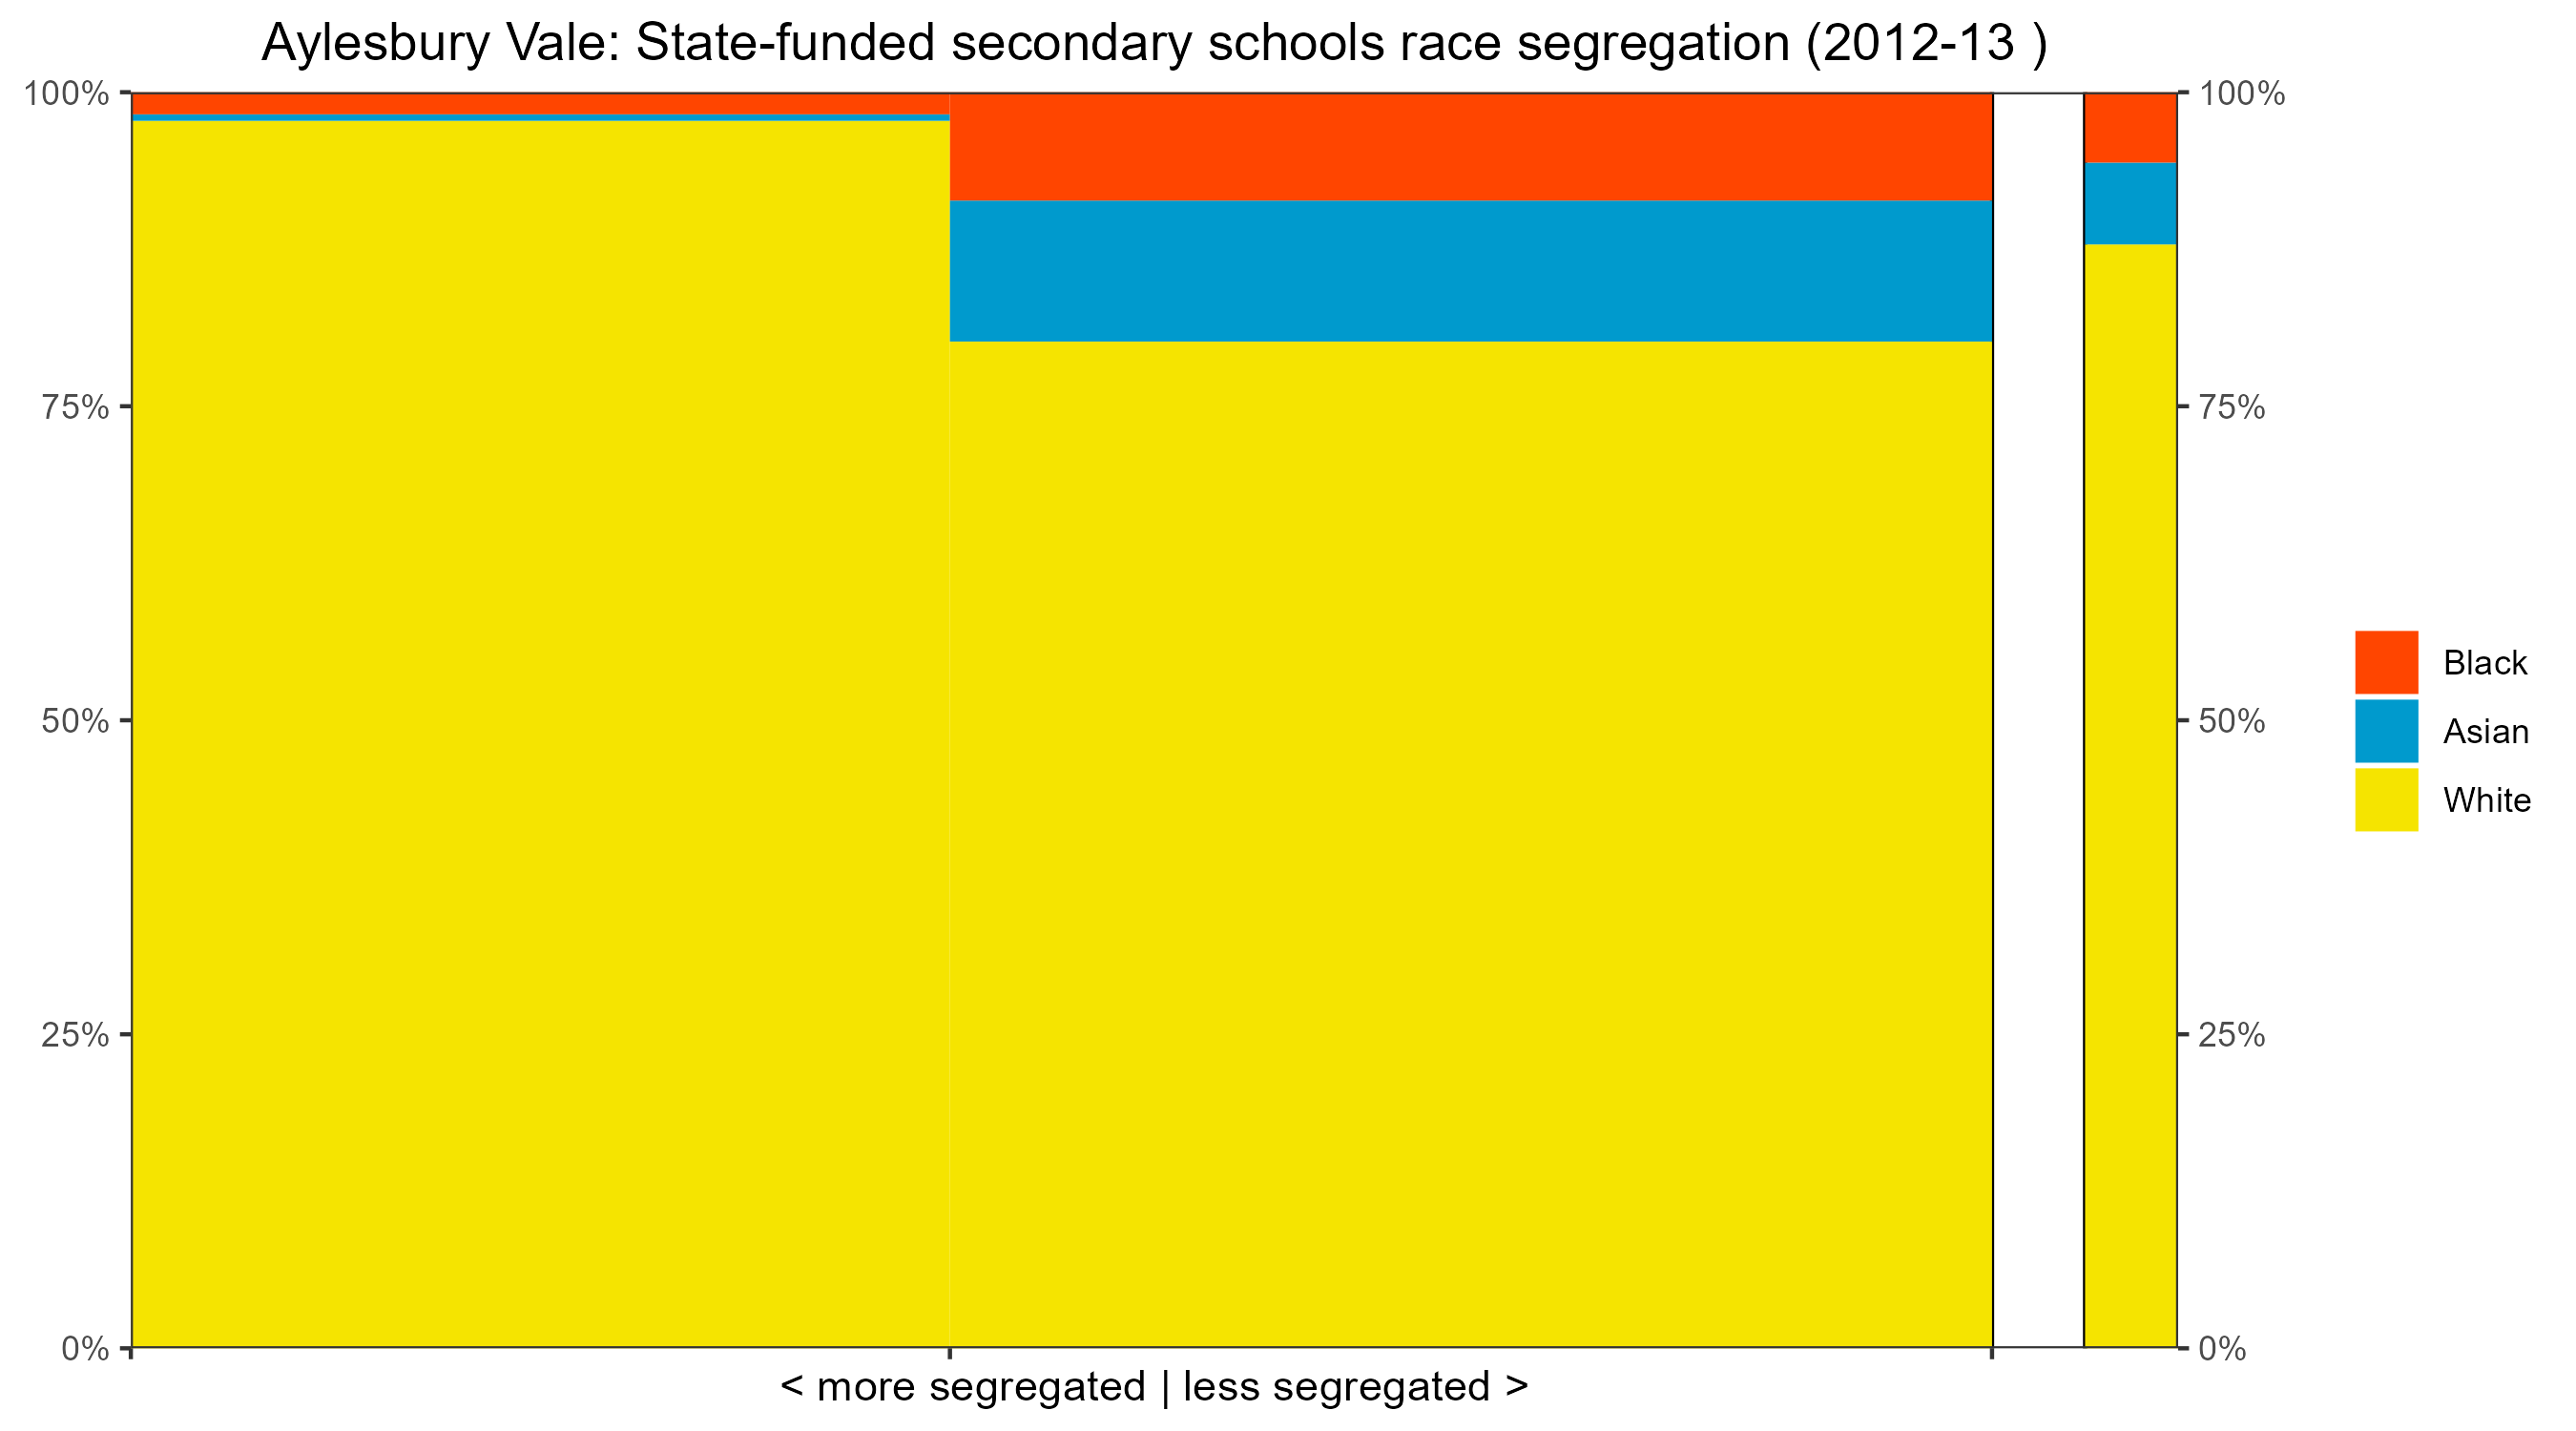 Aylesbury Vale: State-funded secondary schools race segregation (2012-13 )
100%
75%
50%
25%
0%
100%
75%
50%
25%
0%
Black
Asian
White
< more segregated | less segregated >